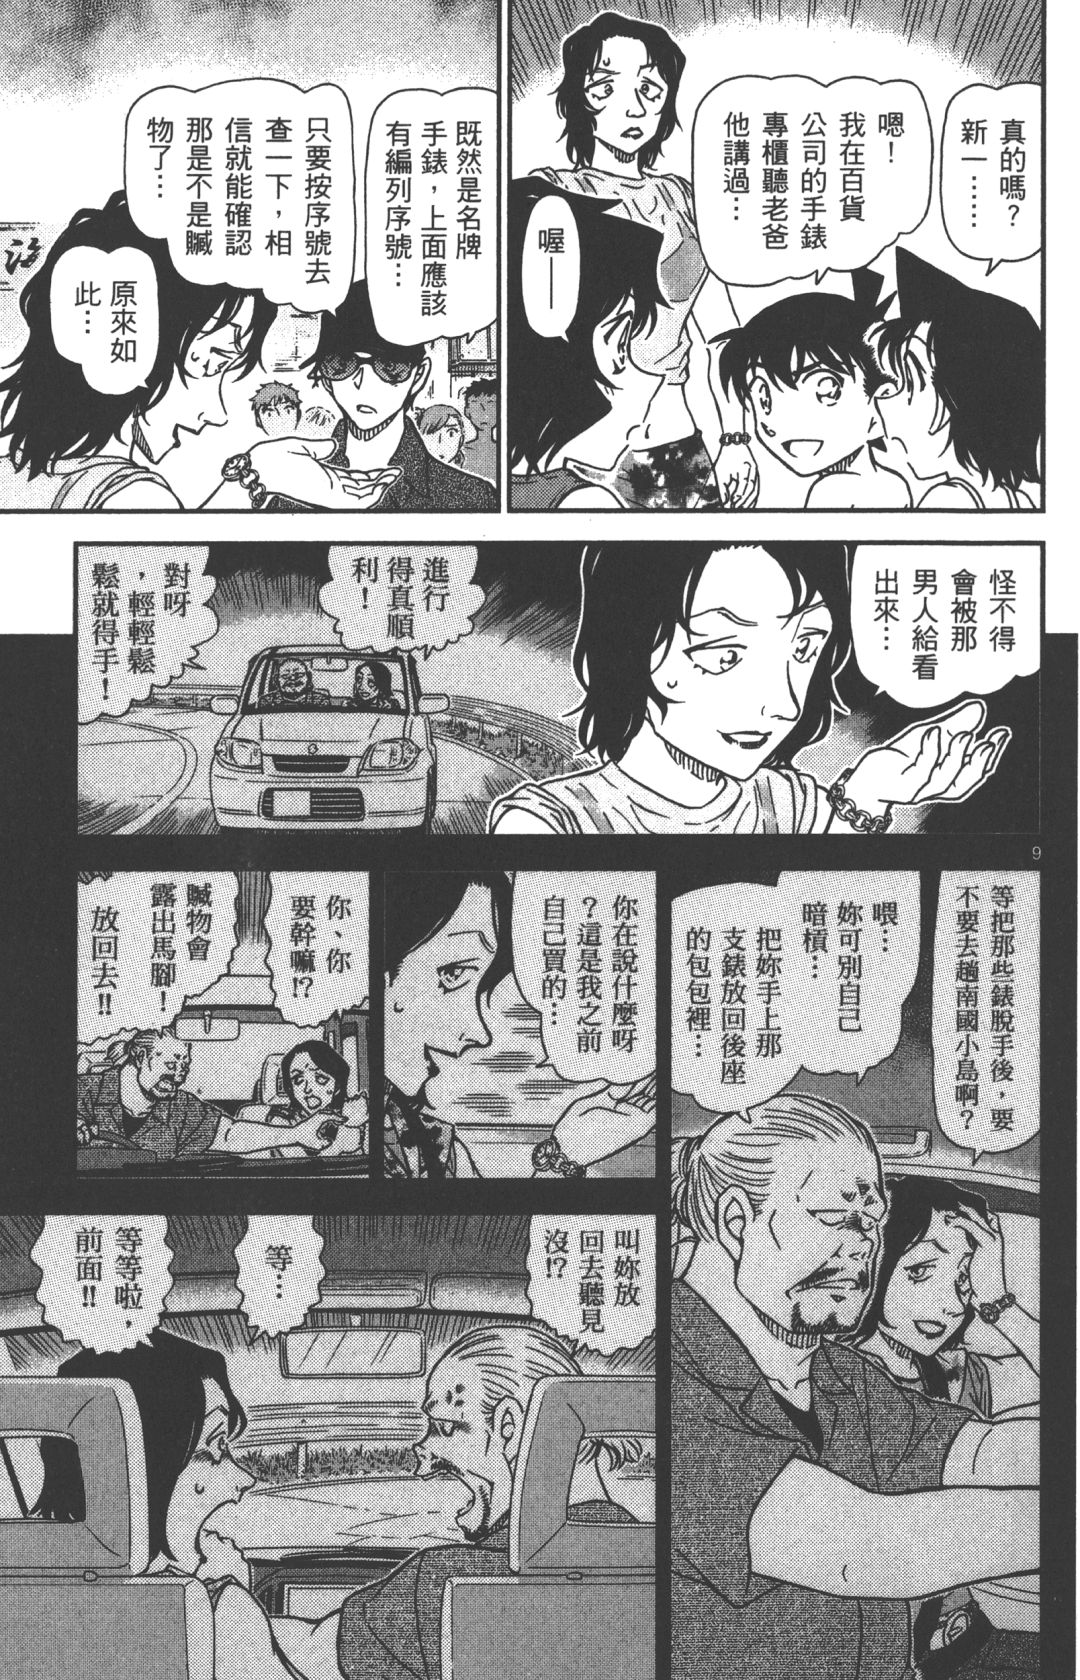 真的嗎?
新一⋯⋯
嗯!
我在百貨
公司的手錶
專櫃聽老爸
他講過⋯
喔——
既然是名牌
手錶,上面應該
有編列序號⋯
只要按序號去
查一下,相
信就能確認
那是不是贓
物了⋯
原來如
此⋯
怪不得
會被那
男人給看
出來⋯
進行
得真順
利!
對呀
,輕輕鬆
鬆就得手!
9
等把那些錶脫手後,要
不要去趟南國小島啊?
喂⋯
妳可別自己
暗槓⋯
把妳手上那
支錶放回後座
的包包裡⋯
你在說什麼呀
?這是我之前
自己買的⋯
你、你
要幹嘛!?
贓物會
露出馬腳!
放回去!!
叫妳放
回去聽見
沒!?
等⋯
等等啦,
前面!!